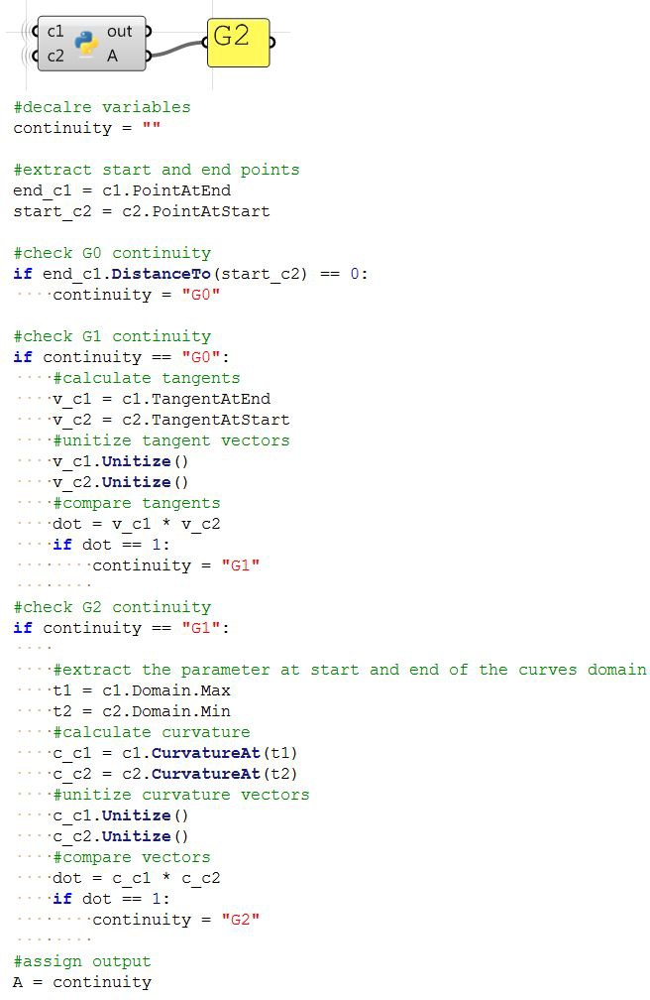 c1 out
c2 A
G2
#decalre variables
continuity = ""
#extract start and end points
end_c1 = c1.PointAtEnd
start_c2 = c2.PointAtStart
#check G0 continuity
if end_c1.DistanceTo(start_c2) == 0:
····continuity = "G0"
#check G1 continuity
if continuity == "G0":
····#calculate tangents
····v_c1 = c1.TangentAtEnd
····v_c2 = c2.TangentAtStart
····#unitize tangent vectors
····v_c1.Unitize()
····v_c2.Unitize()
····#compare tangents
····dot = v_c1 * v_c2
····if dot == 1:
········continuity = "G1"
········
#check G2 continuity
if continuity == "G1":
····
····#extract the parameter at start and end of the curves domain
····t1 = c1.Domain.Max
····t2 = c2.Domain.Min
····#calculate curvature
····c_c1 = c1.CurvatureAt(t1)
····c_c2 = c2.CurvatureAt(t2)
····#unitize curvature vectors
····c_c1.Unitize()
····c_c2.Unitize()
····#compare vectors
····dot = c_c1 * c_c2
····if dot == 1:
········continuity = "G2"
········
#assign output
A = continuity